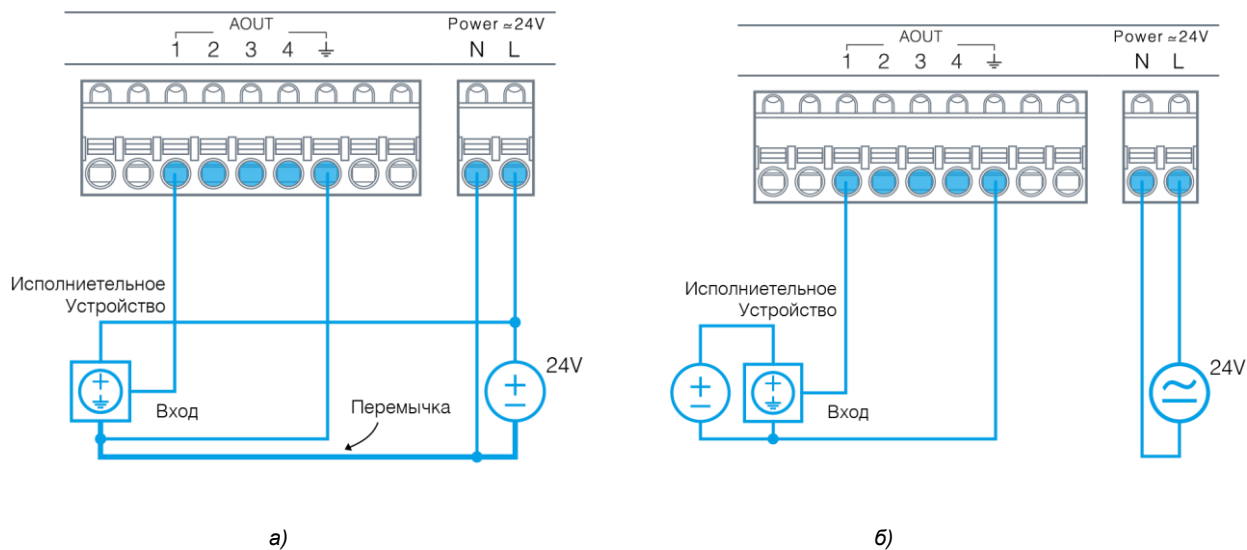 AOUT
Power ≃24V
1 2 3 4 ⏚
N L
Исполниетельное
Устройство
24V
Вход
Перемычка
а)
AOUT
Power ≃24V
1 2 3 4 ⏚
N L
Исполниетельное
Устройство
24V
Вход
б)